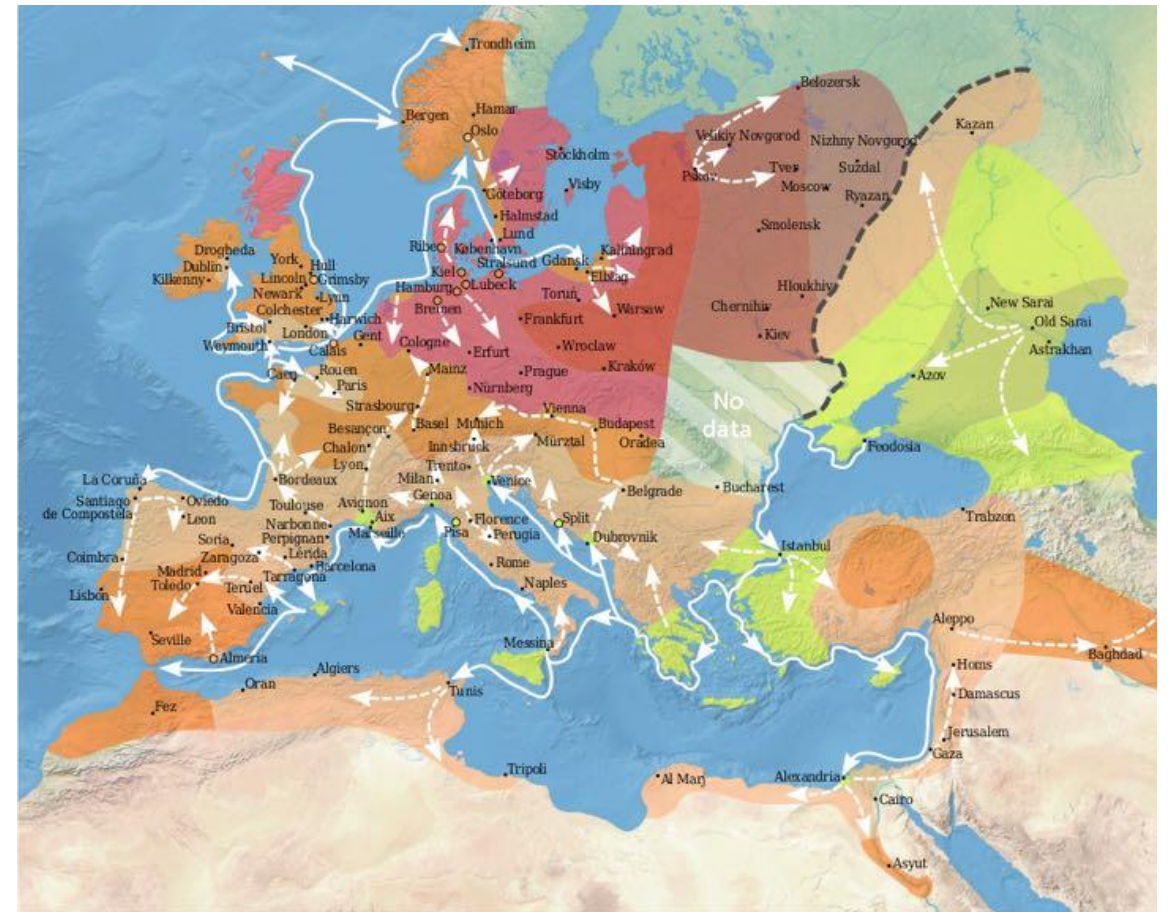 Trondheim
Belozersk
Bergen
Hamar
Oslo
Velikiy Novgorod
Nizhny Novgorod
Kazan
Stockholm
Pskov
Tver
Suzdal
Moscow
Göteborg
Visby
Ryazan
Halmstad
Smolensk
Drogheda
Dublin
York
Hull
Ribe
København
Lund
Kaliningrad
Kilkenny
Lincoln
Grimsby
Newark
Lynn
Kiel
Stralsund
Gdansk
Elbląg
Hamburg
Lubeck
Torun
Hloukhiv
Colchester
Harwich
Bremen
Frankfurt
Warsaw
Chernihiv
New Sarai
Bristol
London
Gent
Old Sarai
Weymouth
Calais
Cologne
Erfurt
Wroclaw
Kiev
Astrakhan
Caen
Rouen
Mainz
Prague
Kraków
Azov
Paris
Nürnberg
No
data
Strasbourg
Vienna
Besançon
Basel
Munich
Budapest
Chalon
Innsbruck
Mürztal
Oradea
Feodosia
Lyon
Trento
La Coruña
Bordeaux
Milan
Venice
Belgrade
Bucharest
Santiago
de Compostela
Oviedo
Leon
Toulouse
Avignon
Genoa
Narbonne
Aix
Florence
Split
Trabzon
Soria
Perpignan
Marseille
Pisa
Perugia
Dubrovnik
Istanbul
Coimbra
Zaragoza
Lérida
Rome
Madrid
Barcelona
Toledo
Tarragona
Teruel
Naples
Lisbon
Valencia
Aleppo
Seville
Messina
Baghdad
Almeria
Algiers
Homs
Oran
Tunis
Fez
Damascus
Jerusalem
Gaza
Tripoli
Al Marj
Alexandria
Cairo
Asyut